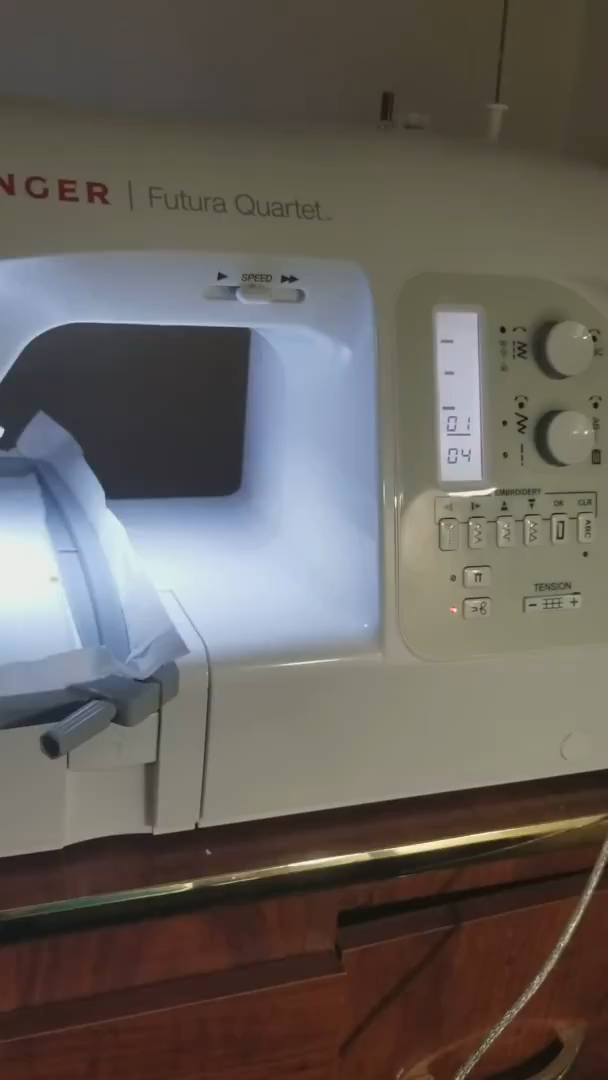 NGER | Futura Quartet
SPEED
01
04
EMBROIDERY
OK CLR
ABC
TENSION